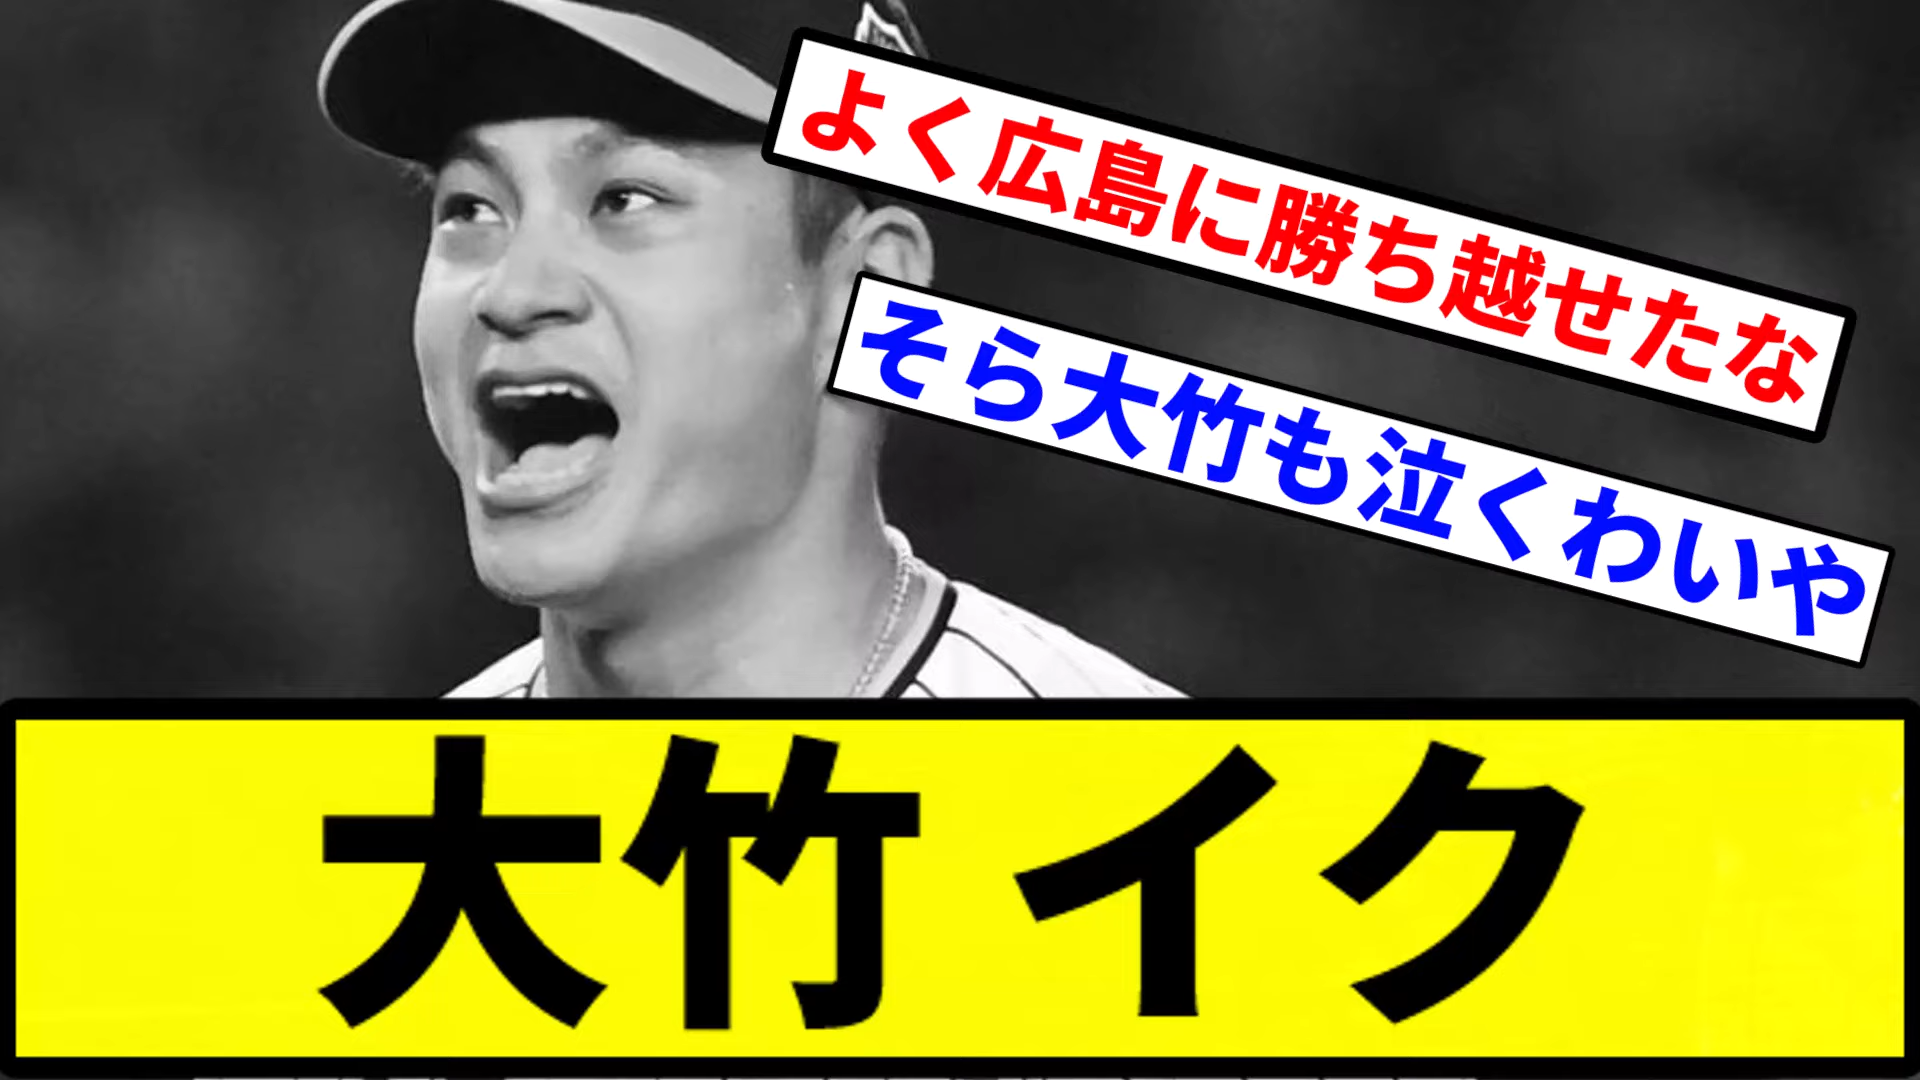 よく広島に勝ち越せたな
そら大竹も泣くわいや
大竹 イク